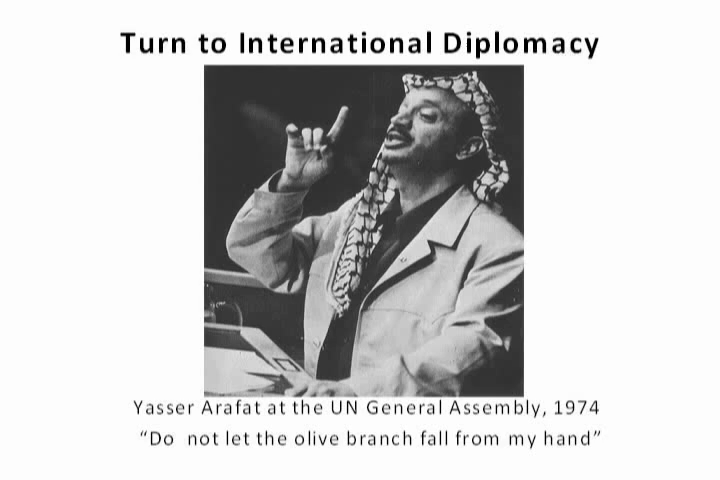 Turn to International Diplomacy
Yasser Arafat at the UN General Assembly, 1974
“Do not let the olive branch fall from my hand”